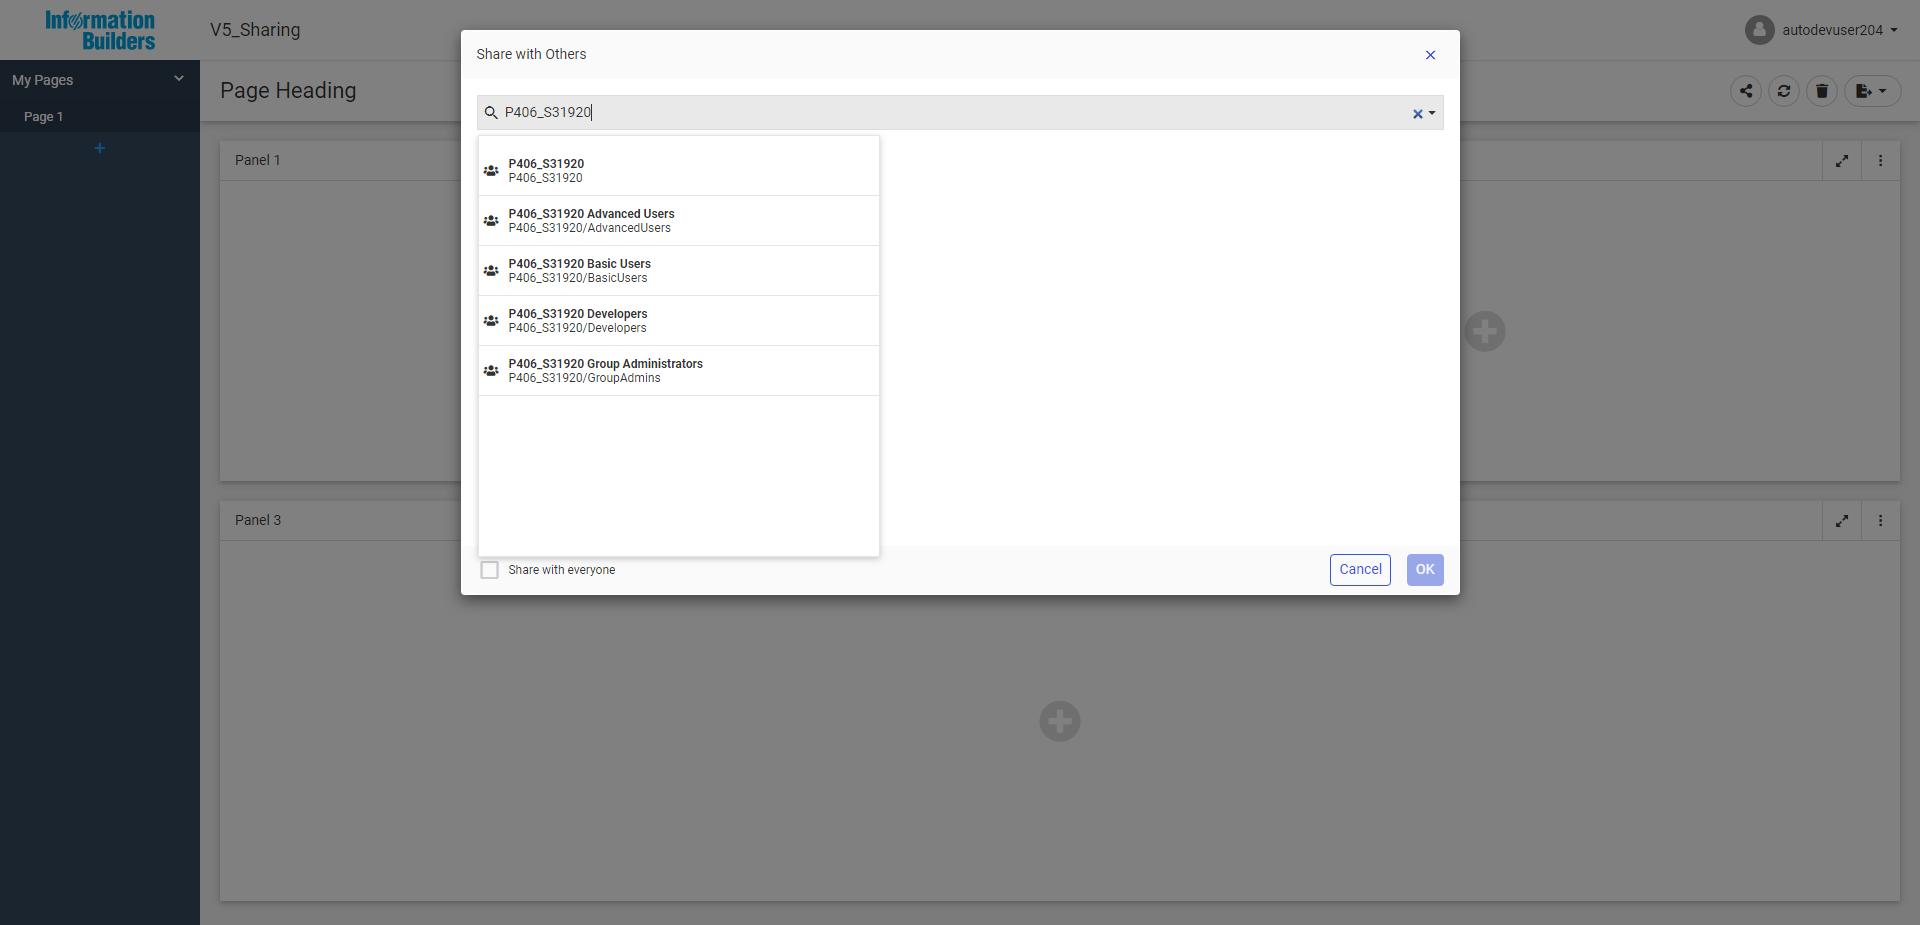 Information
Builders
V5_Sharing
autodevuser204
My Pages
Page 1
Page Heading
Panel 1
Panel 3
Share with Others
P406_S31920
P406_S31920
P406_S31920
P406_S31920 Advanced Users
P406_S31920/AdvancedUsers
P406_S31920 Basic Users
P406_S31920/BasicUsers
P406_S31920 Developers
P406_S31920/Developers
P406_S31920 Group Administrators
P406_S31920/GroupAdmins
Share with everyone
Cancel
OK